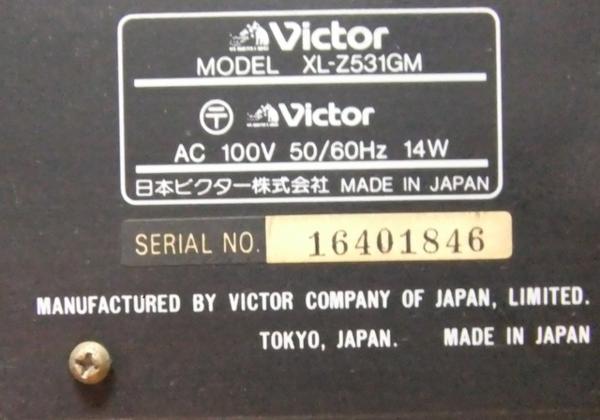 Victor
MODEL XL-Z531GM
〒 Victor
AC 100V 50/60Hz 14W
日本ビクター株式会社 MADE IN JAPAN
SERIAL NO. 16401846
MANUFACTURED BY VICTOR COMPANY OF JAPAN, LIMITED.
TOKYO, JAPAN. MADE IN JAPAN